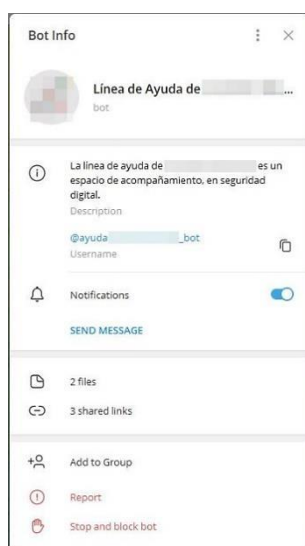 Bot Info
Línea de Ayuda de ...
bot
La línea de ayuda de es un
espacio de acompañamiento, en seguridad
digital.
Description
@ayuda _bot
Username
Notifications
SEND MESSAGE
2 files
3 shared links
Add to Group
Report
Stop and block bot